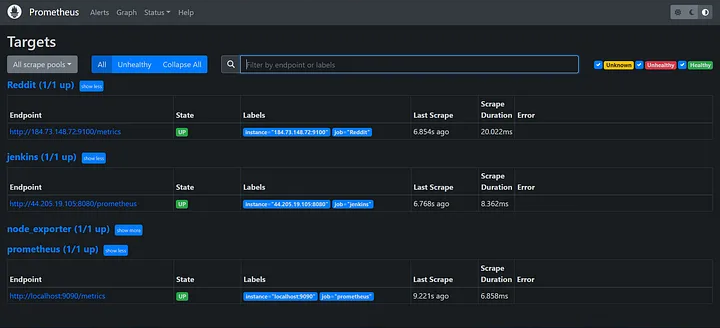 Prometheus Alerts Graph Status Help
Targets
All scrape pools All Unhealthy Collapse All Filter by endpoint or labels Unknown Unhealthy Healthy
Reddit (1/1 up) show less
Endpoint State Labels Last Scrape Scrape Duration Error
http://184.73.148.72:9100/metrics UP instance="184.73.148.72:9100" job="Reddit" 6.854s ago 20.022ms
jenkins (1/1 up) show less
Endpoint State Labels Last Scrape Scrape Duration Error
http://44.205.19.105:8080/prometheus UP instance="44.205.19.105:8080" job="jenkins" 6.768s ago 8.362ms
node_exporter (1/1 up) show more
prometheus (1/1 up) show less
Endpoint State Labels Last Scrape Scrape Duration Error
http://localhost:9090/metrics UP instance="localhost:9090" job="prometheus" 9.221s ago 6.858ms